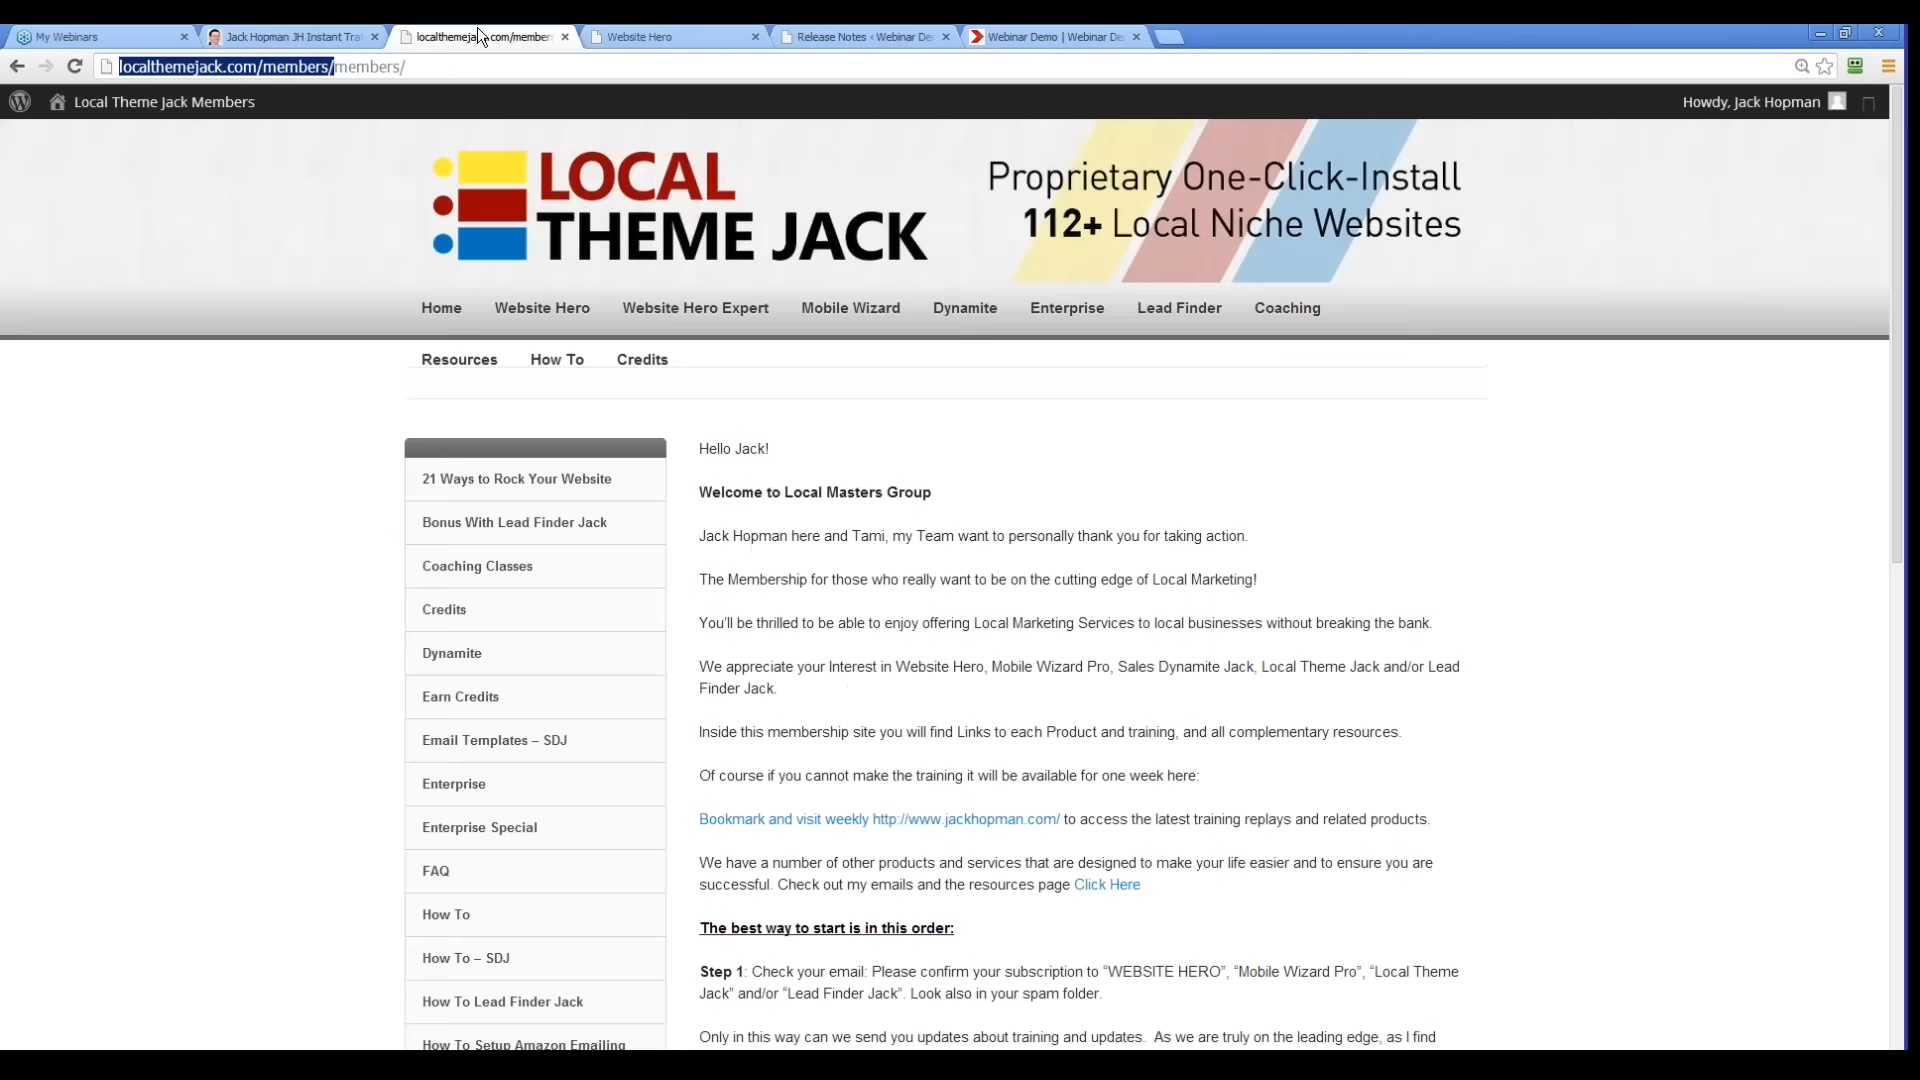 My Webinars
Jack Hopman JH Instant Tra
localthemejack.com/members
Website Hero
Release Notes ‹ Webinar De
Webinar Demo | Webinar De
localthemejack.com/members/members/
Local Theme Jack Members
Howdy, Jack Hopman
LOCAL
THEME JACK
Proprietary One-Click-Install
112+ Local Niche Websites
Home Website Hero Website Hero Expert Mobile Wizard Dynamite Enterprise Lead Finder Coaching
Resources How To Credits
21 Ways to Rock Your Website
Bonus With Lead Finder Jack
Coaching Classes
Credits
Dynamite
Earn Credits
Email Templates – SDJ
Enterprise
Enterprise Special
FAQ
How To
How To – SDJ
How To Lead Finder Jack
How To Setup Amazon Emailing
Hello Jack!
Welcome to Local Masters Group
Jack Hopman here and Tami, my Team want to personally thank you for taking action.
The Membership for those who really want to be on the cutting edge of Local Marketing!
You'll be thrilled to be able to enjoy offering Local Marketing Services to local businesses without breaking the bank.
We appreciate your Interest in Website Hero, Mobile Wizard Pro, Sales Dynamite Jack, Local Theme Jack and/or Lead
Finder Jack.
Inside this membership site you will find Links to each Product and training, and all complementary resources.
Of course if you cannot make the training it will be available for one week here:
Bookmark and visit weekly http://www.jackhopman.com/ to access the latest training replays and related products.
We have a number of other products and services that are designed to make your life easier and to ensure you are
successful. Check out my emails and the resources page Click Here
The best way to start is in this order:
Step 1: Check your email: Please confirm your subscription to “WEBSITE HERO”, “Mobile Wizard Pro”, “Local Theme
Jack” and/or “Lead Finder Jack”. Look also in your spam folder.
Only in this way can we send you updates about training and updates. As we are truly on the leading edge, as I find